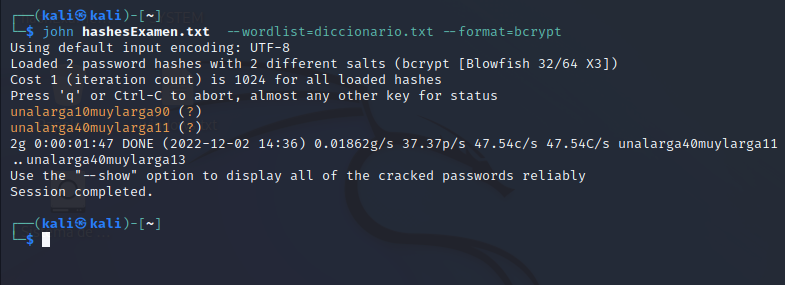 ┌──(kali㉿kali)-[~]
└─$ john hashesExamen.txt  --wordlist=diccionario.txt --format=bcrypt
Using default input encoding: UTF-8
Loaded 2 password hashes with 2 different salts (bcrypt [Blowfish 32/64 X3])
Cost 1 (iteration count) is 1024 for all loaded hashes
Press 'q' or Ctrl-C to abort, almost any other key for status
unalarga10muylarga90 (?)
unalarga40muylarga11 (?)
2g 0:00:01:47 DONE (2022-12-02 14:36) 0.01862g/s 37.37p/s 47.54c/s 47.54C/s unalarga40muylarga11
..unalarga40muylarga13
Use the "--show" option to display all of the cracked passwords reliably
Session completed.
┌──(kali㉿kali)-[~]
└─$